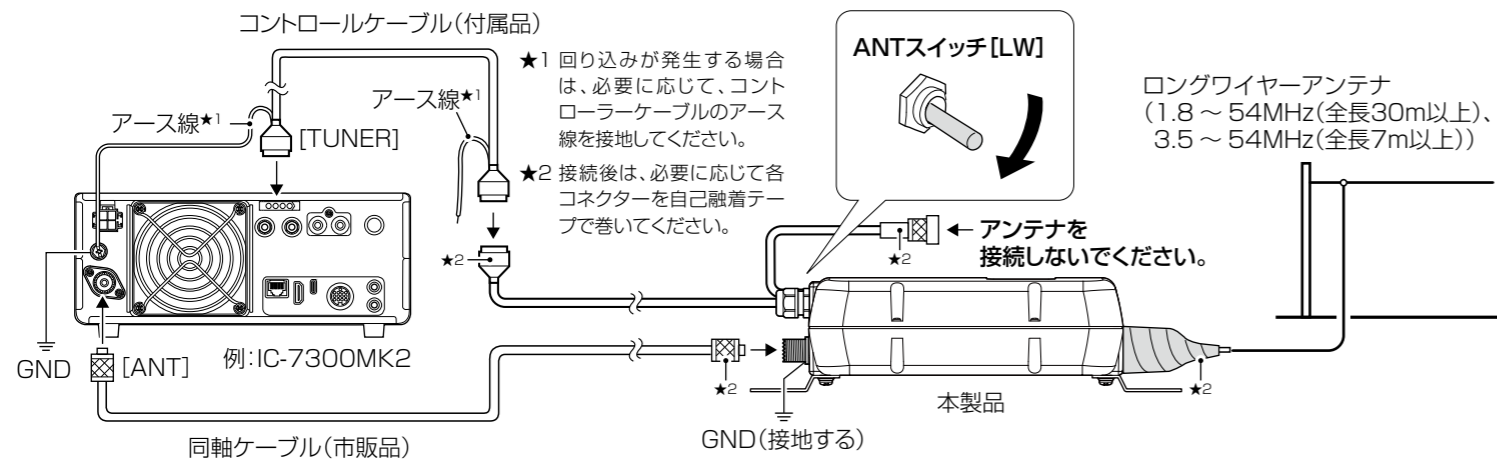 コントロールケーブル(付属品)
アース線★1
[TUNER]
アース線★1
★1 回り込みが発生する場合
は、必要に応じて、コント
ローラーケーブルのアース
線を接地してください。
★2 接続後は、必要に応じて各
コネクターを自己融着テー
プで巻いてください。
ANTスイッチ[LW]
ロングワイヤーアンテナ
(1.8 ~ 54MHz(全長30m以上)、
3.5 ~ 54MHz(全長7m以上))
★2
★2
アンテナを
接続しないでください。
GND
[ANT]
例:IC-7300MK2
★2
★2
本製品
GND(接地する)
同軸ケーブル(市販品)